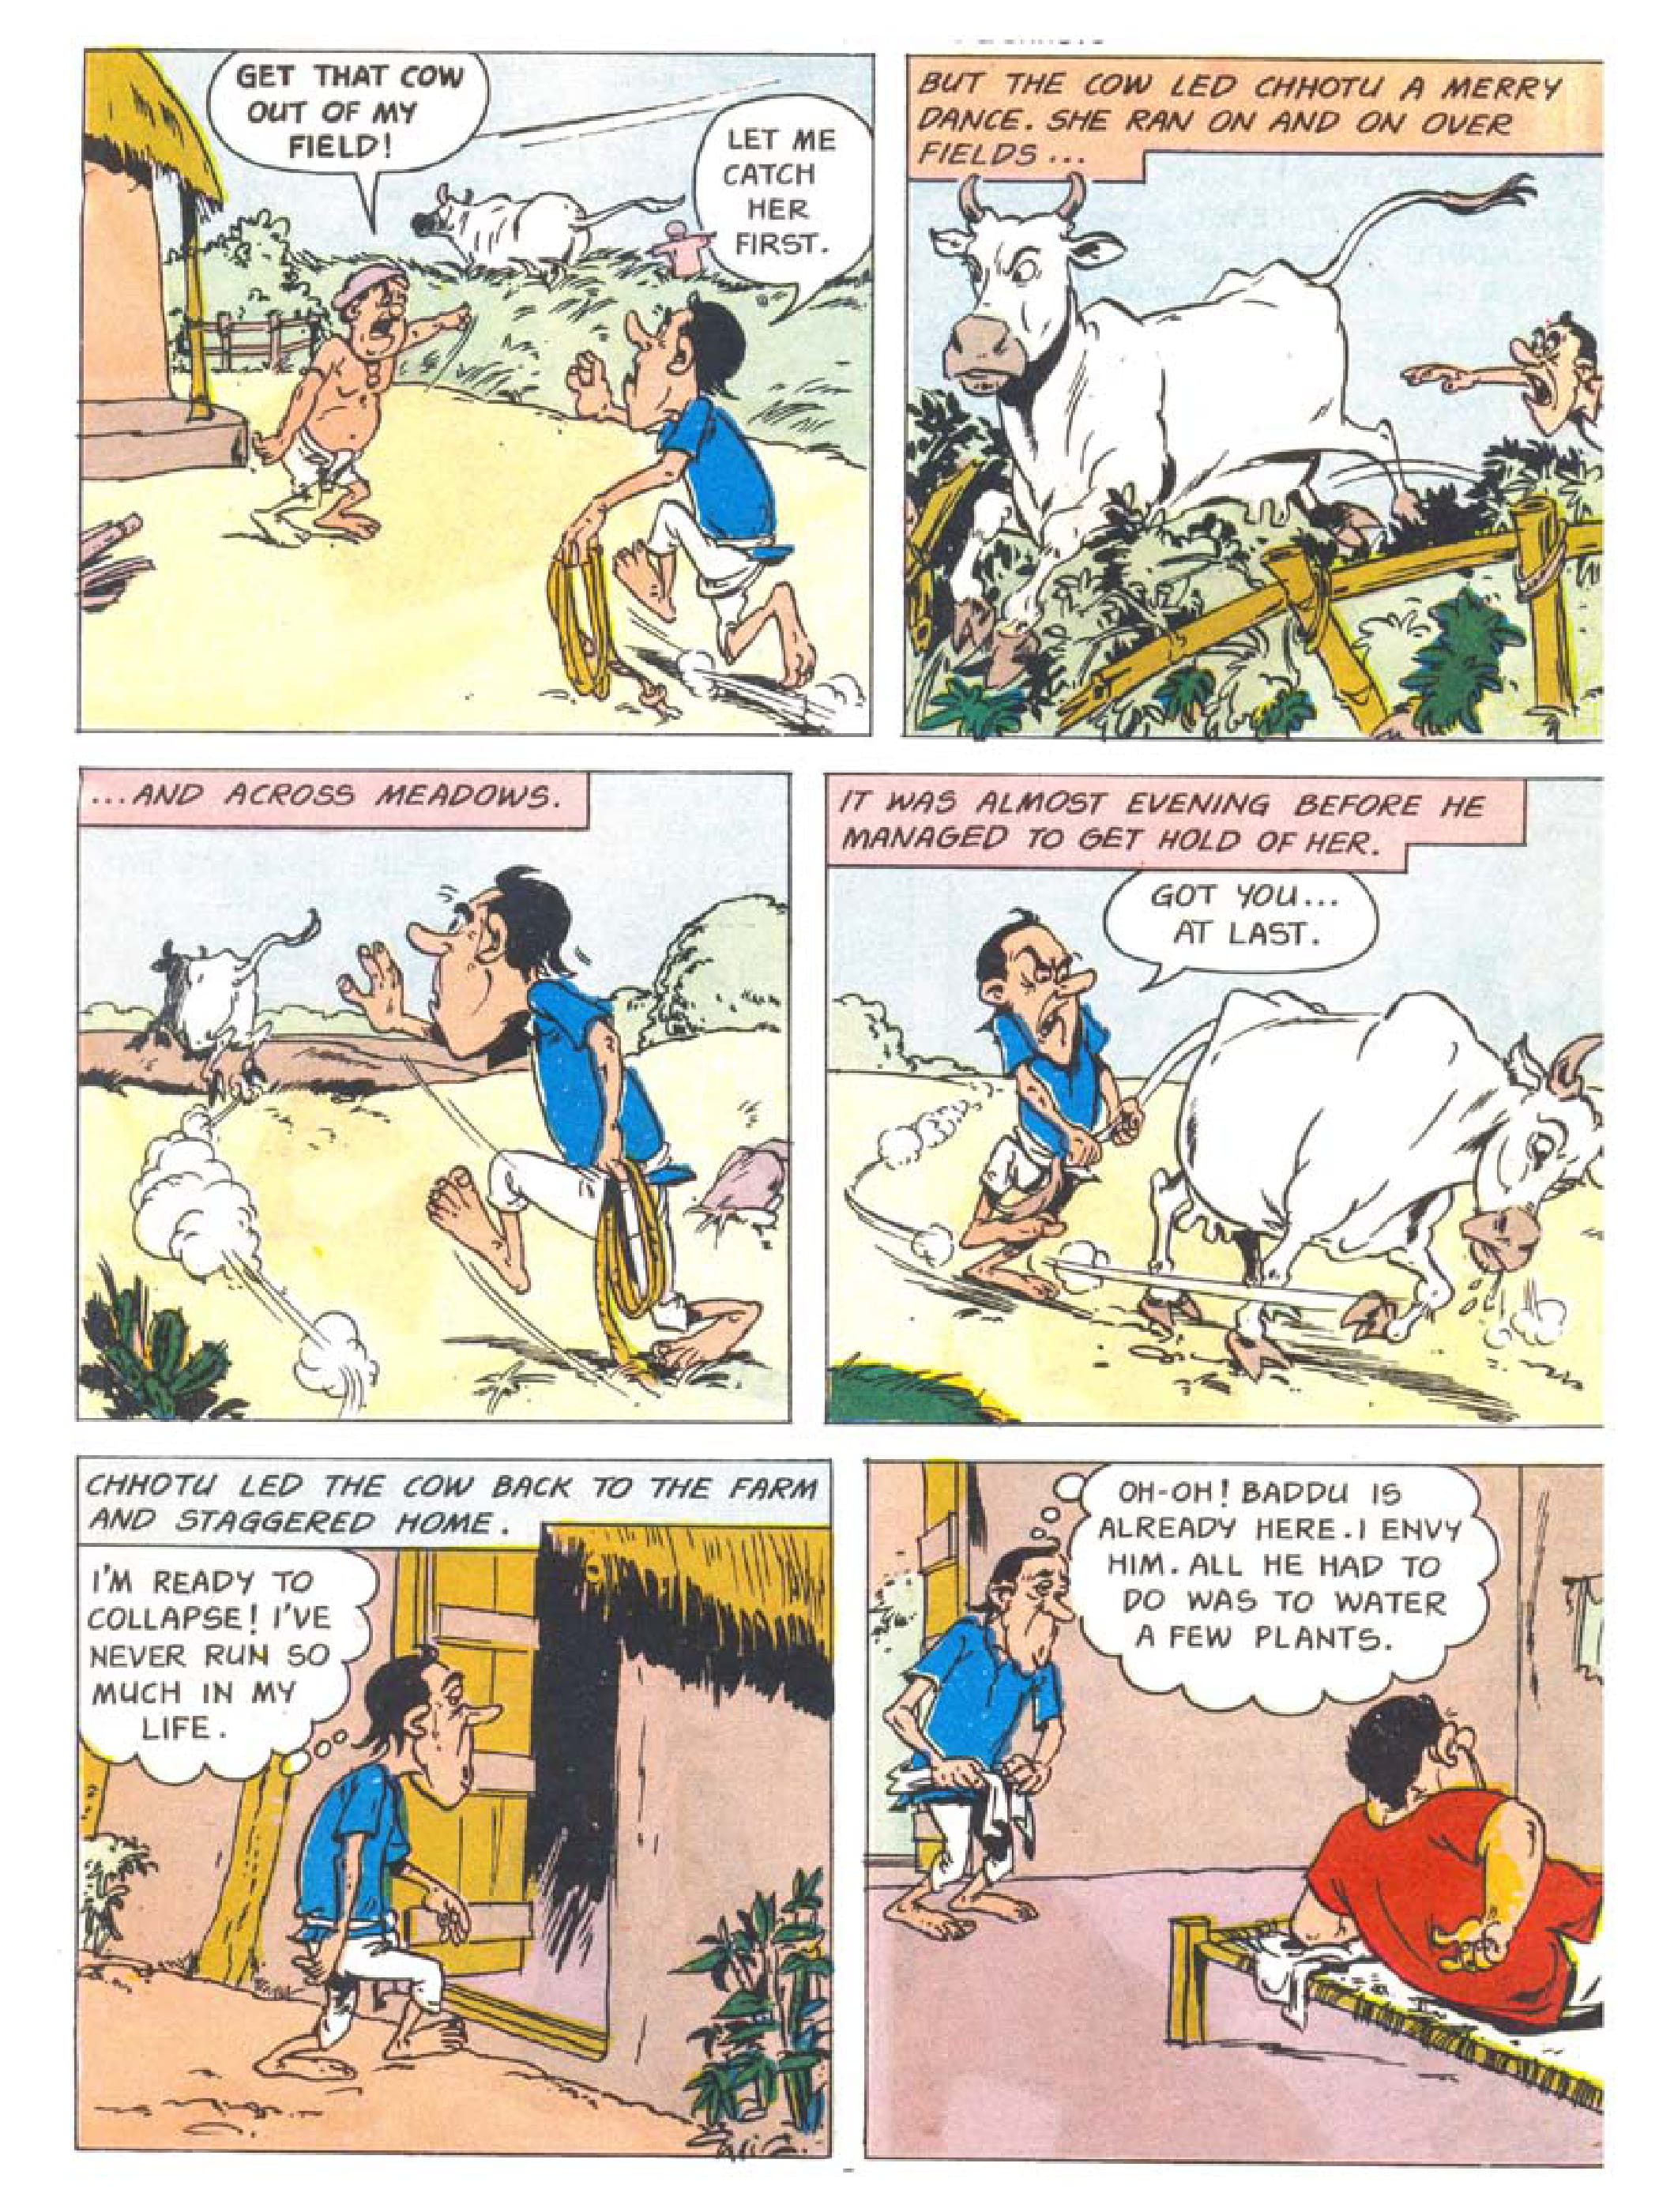 GET THAT COW
OUT OF MY
FIELD!
LET ME
CATCH
HER
FIRST.
BUT THE COW LED CHHOTU A MERRY
DANCE. SHE RAN ON AND ON OVER
FIELDS...
...AND ACROSS MEADOWS.
IT WAS ALMOST EVENING BEFORE HE
MANAGED TO GET HOLD OF HER.
GOT YOU...
AT LAST.
CHHOTU LED THE COW BACK TO THE FARM
AND STAGGERED HOME.
I'M READY TO
COLLAPSE! I'VE
NEVER RUN SO
MUCH IN MY
LIFE.
OH-OH! BADDU IS
ALREADY HERE. I ENVY
HIM. ALL HE HAD TO
DO WAS TO WATER
A FEW PLANTS.